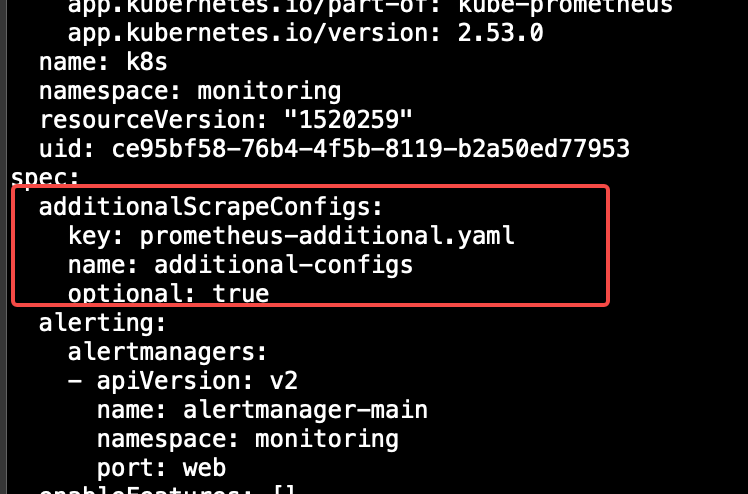 app.kubernetes.io/part-of: kube-prometheus
app.kubernetes.io/version: 2.53.0
name: k8s
namespace: monitoring
resourceVersion: "1520259"
uid: ce95bf58-76b4-4f5b-8119-b2a50ed77953
spec:
additionalScrapeConfigs:
key: prometheus-additional.yaml
name: additional-configs
optional: true
alerting:
alertmanagers:
- apiVersion: v2
name: alertmanager-main
namespace: monitoring
port: web
enableFeatures: []